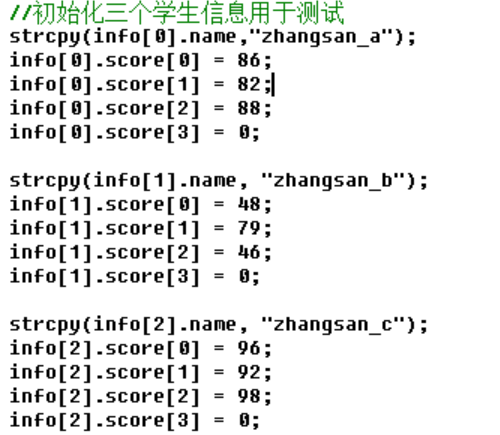 //初始化三个学生信息用于测试
strcpy(info[0].name,"zhangsan_a");
info[0].score[0] = 86;
info[0].score[1] = 82;
info[0].score[2] = 88;
info[0].score[3] = 0;
strcpy(info[1].name, "zhangsan_b");
info[1].score[0] = 48;
info[1].score[1] = 79;
info[1].score[2] = 46;
info[1].score[3] = 0;
strcpy(info[2].name, "zhangsan_c");
info[2].score[0] = 96;
info[2].score[1] = 92;
info[2].score[2] = 98;
info[2].score[3] = 0;